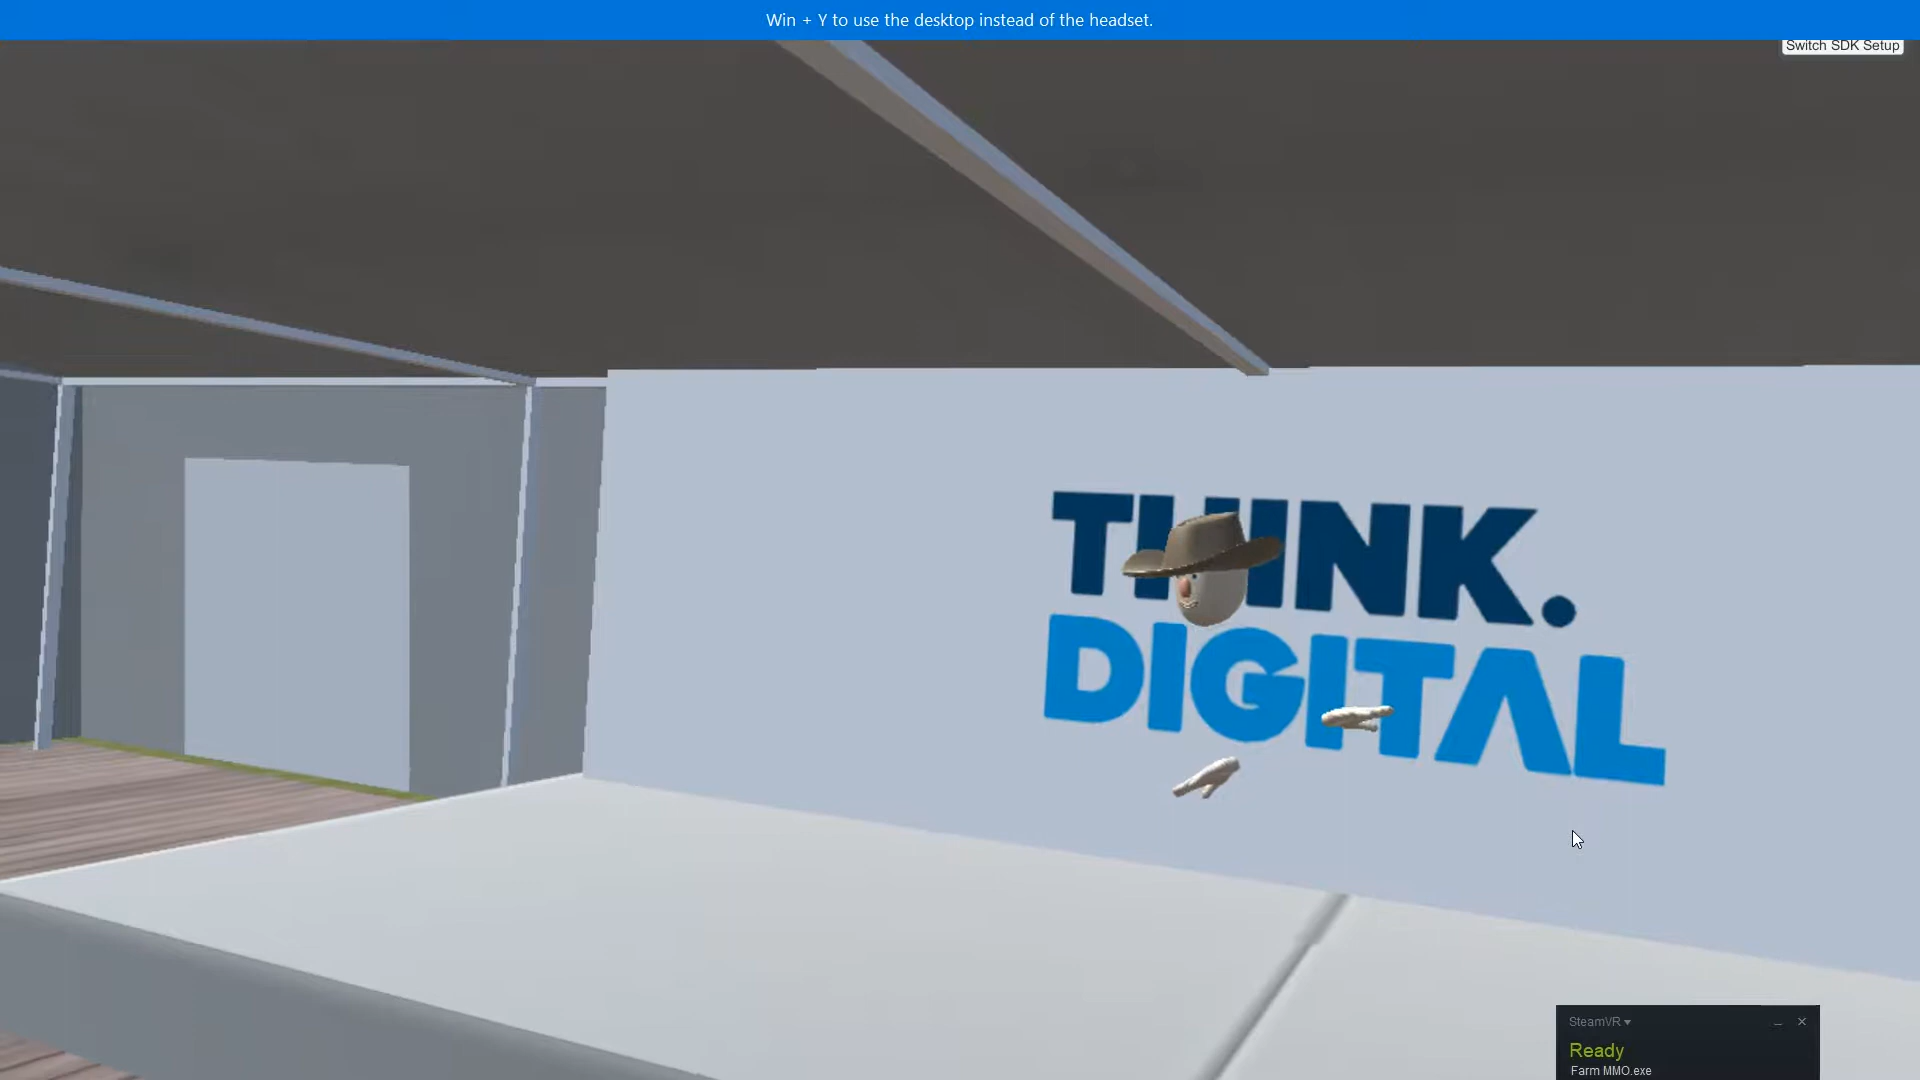 Win + Y to use the desktop instead of the headset.
Switch SDK Setup
THINK.
DIGITAL
SteamVR
Ready
Farm MMO.exe